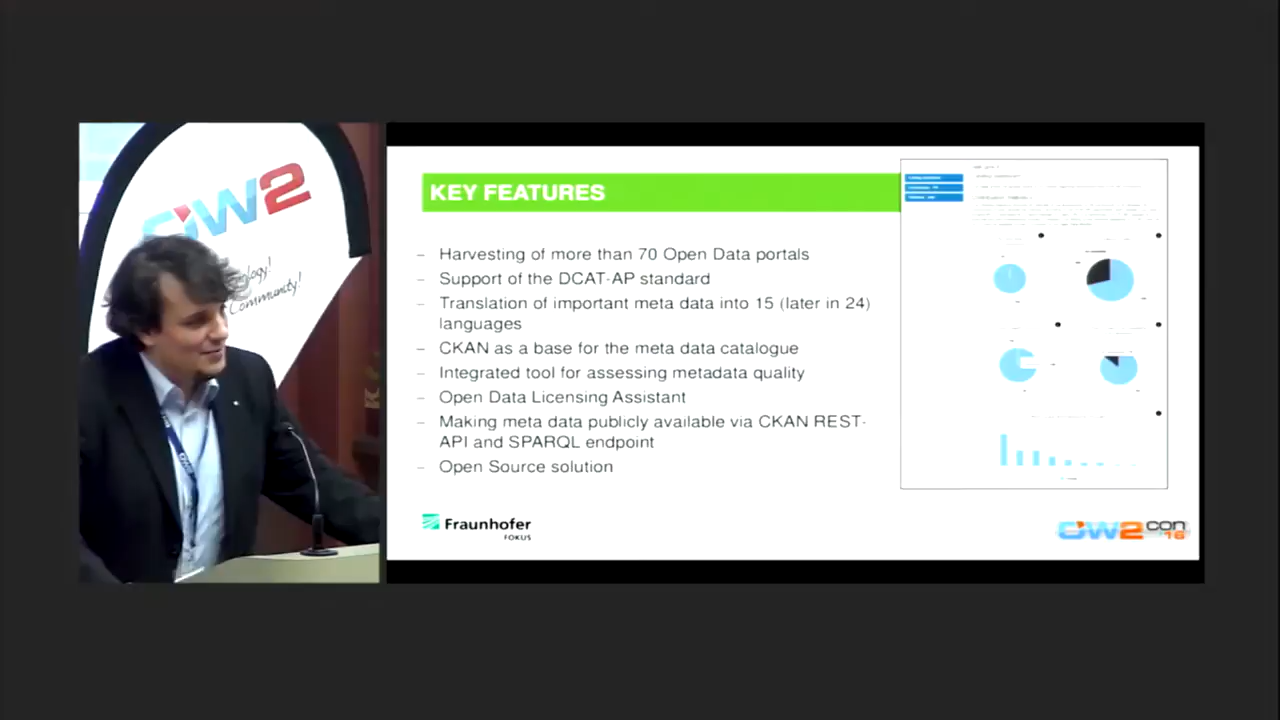 OW2
Community!
KEY FEATURES
– Harvesting of more than 70 Open Data portals
– Support of the DCAT-AP standard
– Translation of important meta data into 15 (later in 24)
languages
– CKAN as a base for the meta data catalogue
– Integrated tool for assessing metadata quality
– Open Data Licensing Assistant
– Making meta data publicly available via CKAN REST-
API and SPARQL endpoint
– Open Source solution
Fraunhofer
FOKUS
OW2 con
16